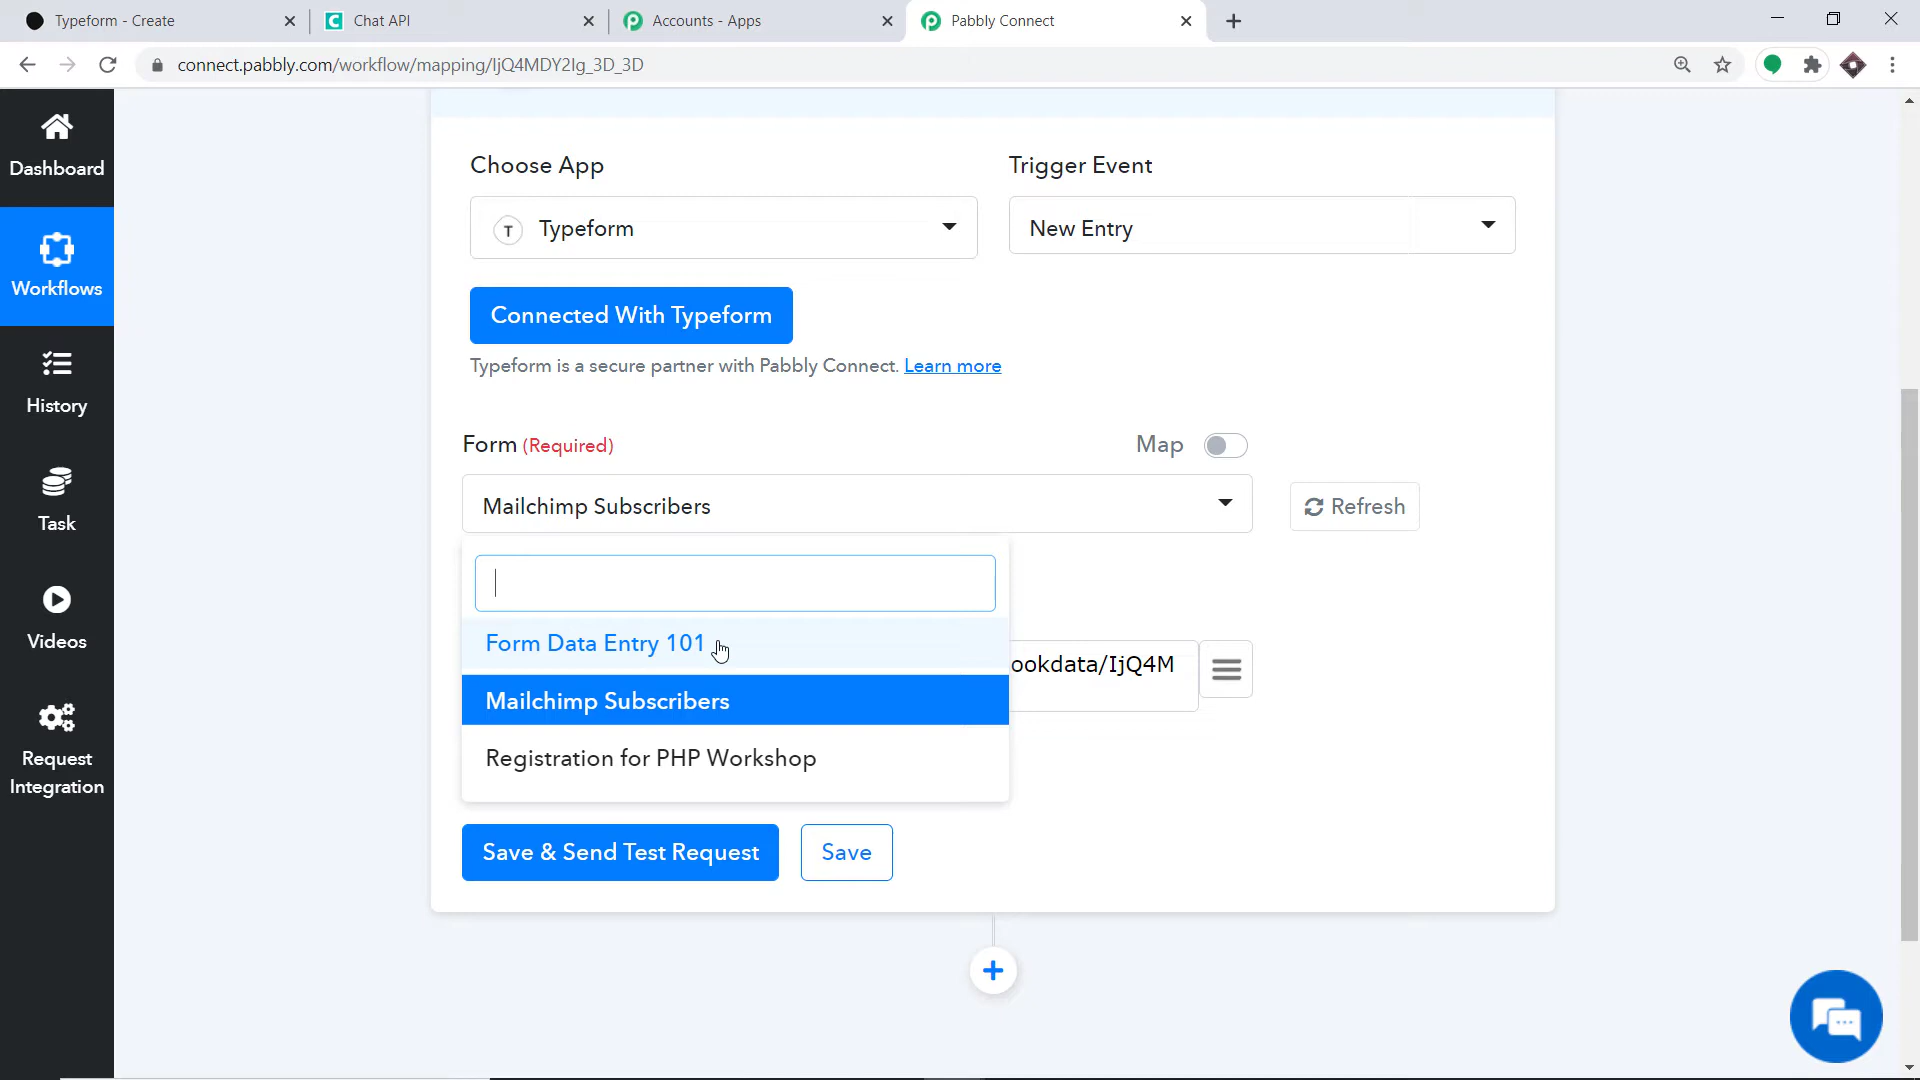 Typeform - Create
Chat API
Accounts - Apps
Pabbly Connect
connect.pabbly.com/workflow/mapping/IjQ4MDY2Ig_3D_3D
Dashboard
Workflows
History
Task
Videos
Request
Integration
Choose App
Trigger Event
T Typeform
New Entry
Connected With Typeform
Typeform is a secure partner with Pabbly Connect. Learn more
Form (Required)
Map
Mailchimp Subscribers
Refresh
Form Data Entry 101
ookdata/IjQ4M
Mailchimp Subscribers
Registration for PHP Workshop
Save & Send Test Request
Save